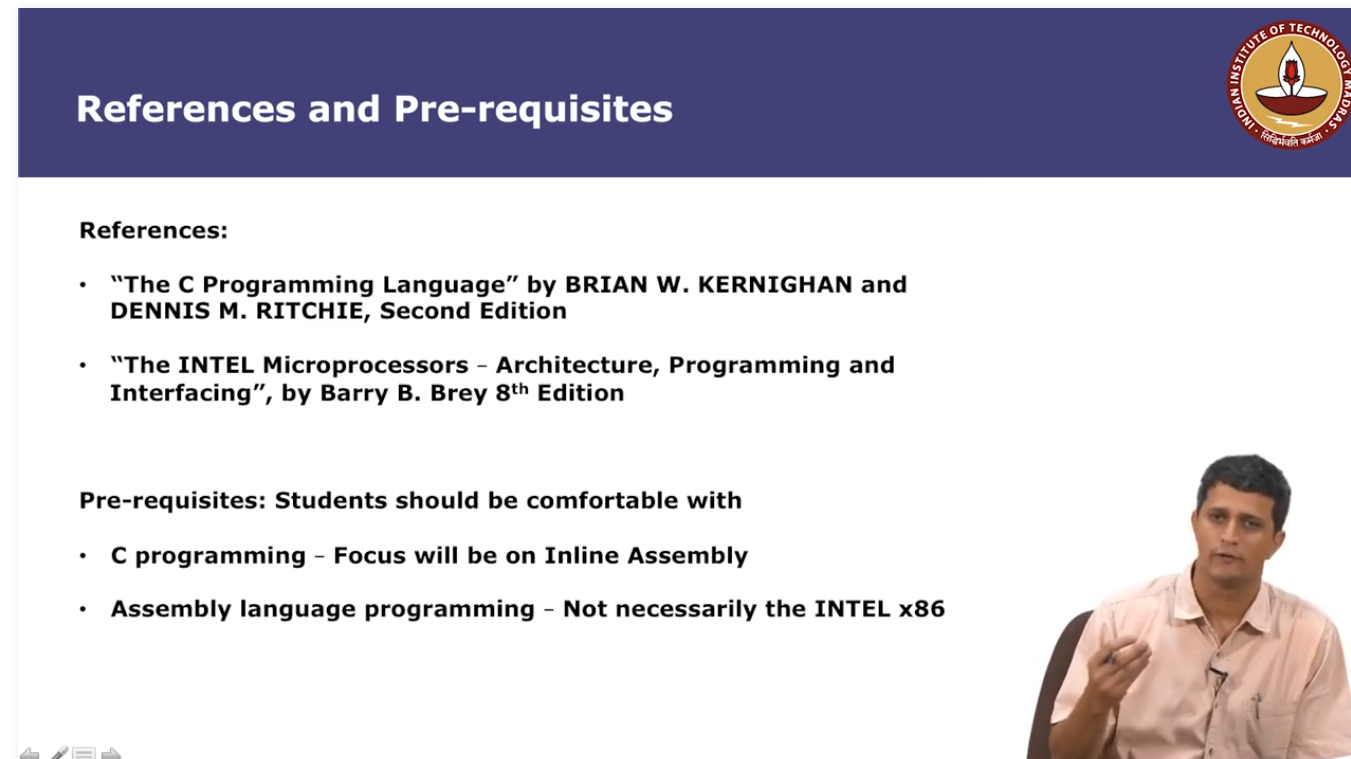 References and Pre-requisites
INDIAN INSTITUTE OF TECHNOLOGY MADRAS
सिद्धिर्भवति कर्मजा
References:
• “The C Programming Language” by BRIAN W. KERNIGHAN and
DENNIS M. RITCHIE, Second Edition
• “The INTEL Microprocessors – Architecture, Programming and
Interfacing”, by Barry B. Brey 8th Edition
Pre-requisites: Students should be comfortable with
• C programming – Focus will be on Inline Assembly
• Assembly language programming – Not necessarily the INTEL x86